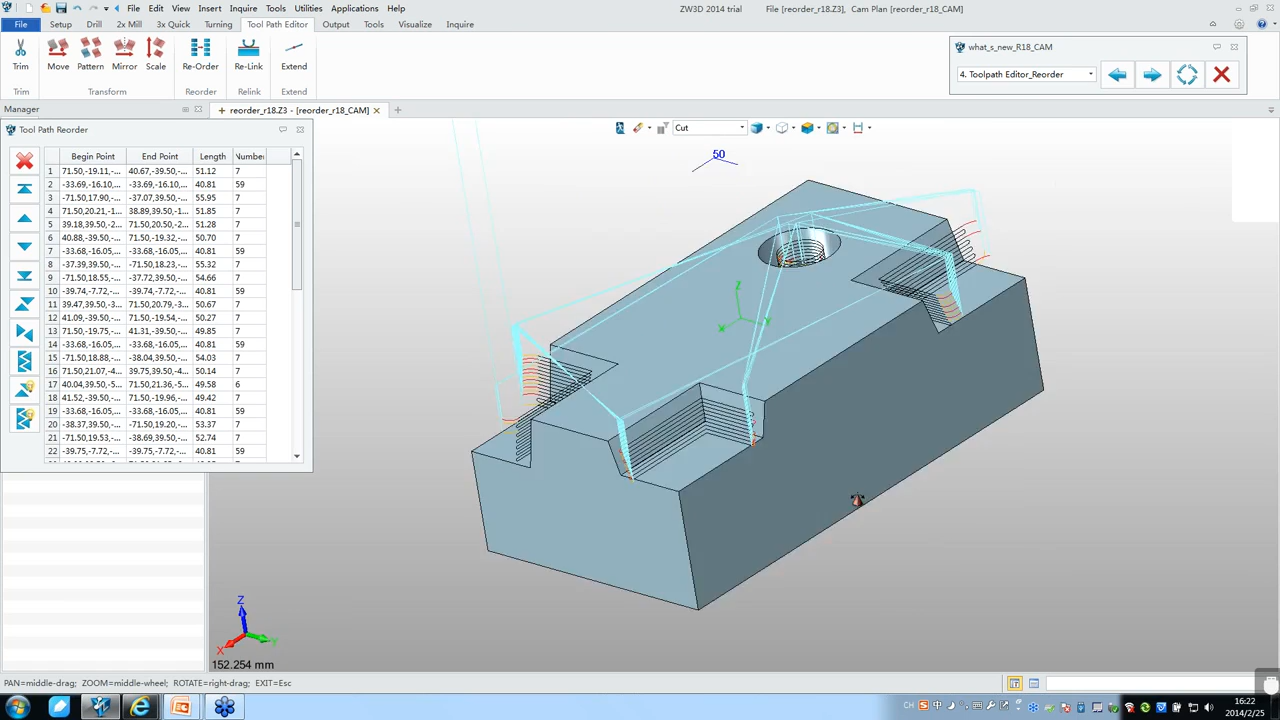 File Edit View Insert Inquire Tools Utilities Applications Help
ZW3D 2014 trial
File [reorder_r18.Z3], Cam Plan [reorder_r18_CAM]
File Setup Drill 2x Mill 3x Quick Turning Tool Path Editor Output Tools Visualize Inquire
Trim Move Pattern Mirror Scale Re-Order Re-Link Extend
Trim Transform Reorder Relink Extend
what_s_new_R18_CAM
4. Toolpath Editor_Reorder
Manager
reorder_r18.Z3 - [reorder_r18_CAM]
Tool Path Reorder
Cut
Begin Point End Point Length Number
1 71.50,-19.11,-... 40.67,-39.50,-... 51.12 7
2 -33.69,-16.10,... -33.69,-16.10,... 40.81 59
3 -71.50,17.90,-... -37.07,39.50,-... 55.95 7
4 71.50,20.21,-1... 38.89,39.50,-1... 51.85 7
5 39.18,39.50,-2... 71.50,20.50,-2... 51.28 7
6 40.88,-39.50,... 71.50,-19.32,-... 50.70 7
7 -33.68,-16.05,... -33.68,-16.05,... 40.81 59
8 -37.39,39.50,-... -71.50,18.23,-... 55.32 7
9 -71.50,18.55,-... -37.72,39.50,-... 54.66 7
10 -39.74,-7.72,-... -39.74,-7.72,-... 40.81 59
11 39.47,39.50,-3... 71.50,20.79,-3... 50.67 7
12 41.09,-39.50,... 71.50,-19.54,-... 50.27 7
13 71.50,-19.75,-... 41.31,-39.50,-... 49.85 7
14 -33.68,-16.05,... -33.68,-16.05,... 40.81 59
15 -71.50,18.88,-... -38.04,39.50,-... 54.03 7
16 71.50,21.07,-4... 39.75,39.50,-4... 50.14 7
17 40.04,39.50,-5... 71.50,21.36,-5... 49.58 6
18 41.52,-39.50,... 71.50,-19.96,-... 49.42 7
19 -33.68,-16.05,... -33.68,-16.05,... 40.81 59
20 -38.37,39.50,-... -71.50,19.20,-... 53.37 7
21 -71.50,19.53,-... -38.69,39.50,-... 52.74 7
22 -39.75,-7.72,-... -39.75,-7.72,-... 40.81 59
50
Z
X
Y
Z
X
Y
152.254 mm
PAN=middle-drag; ZOOM=middle-wheel; ROTATE=right-drag; EXIT=Esc
CH
中
16:22
2014/2/25